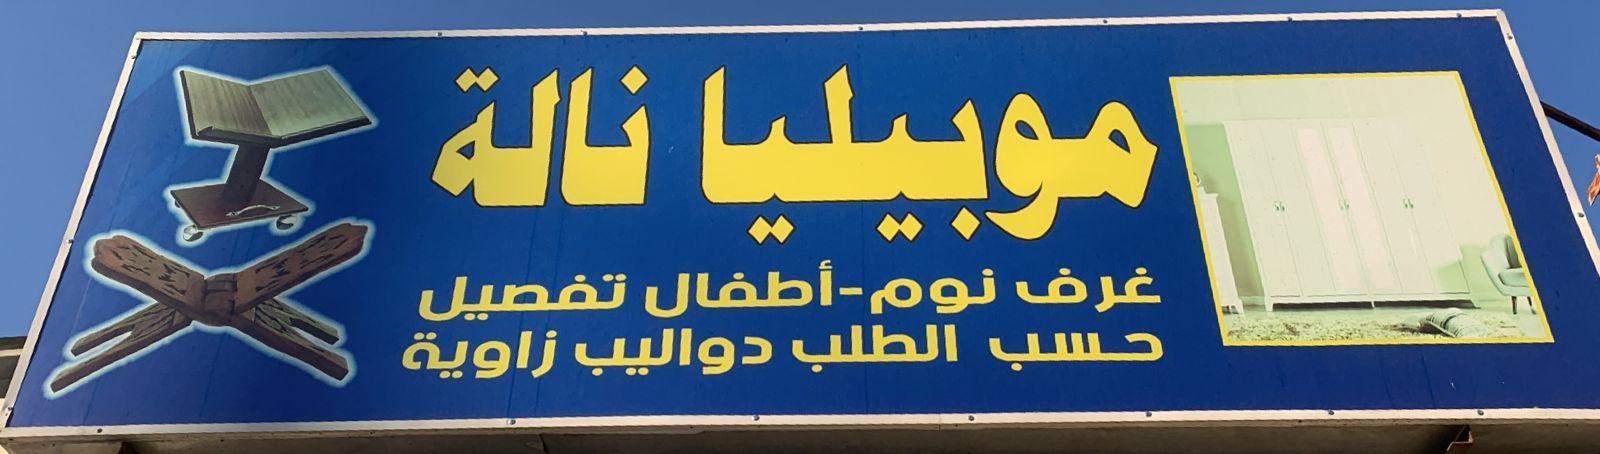 موبيليا نالة
غرف نوم-أطفال تفصيل
حسب الطلب دواليب زاوية